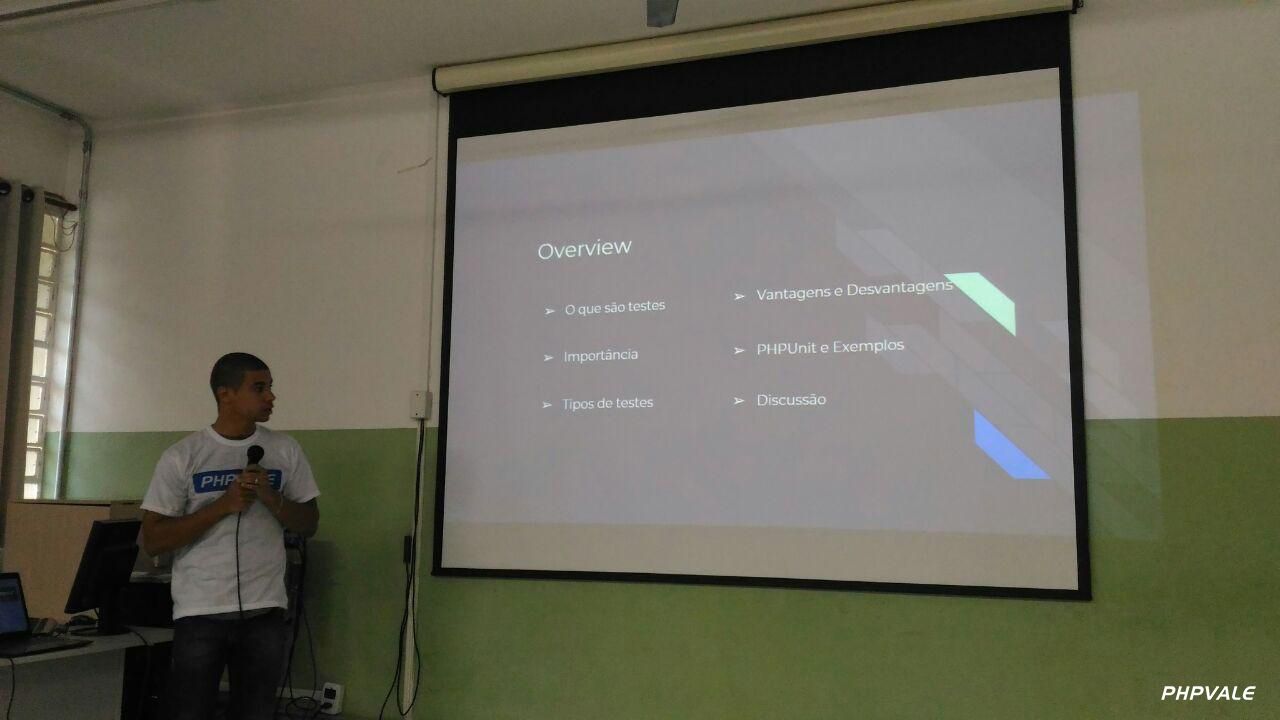 Overview
➢ O que são testes
➢ Importância
➢ Tipos de testes
➢ Vantagens e Desvantagens
➢ PHPUnit e Exemplos
➢ Discussão
PHPVALE